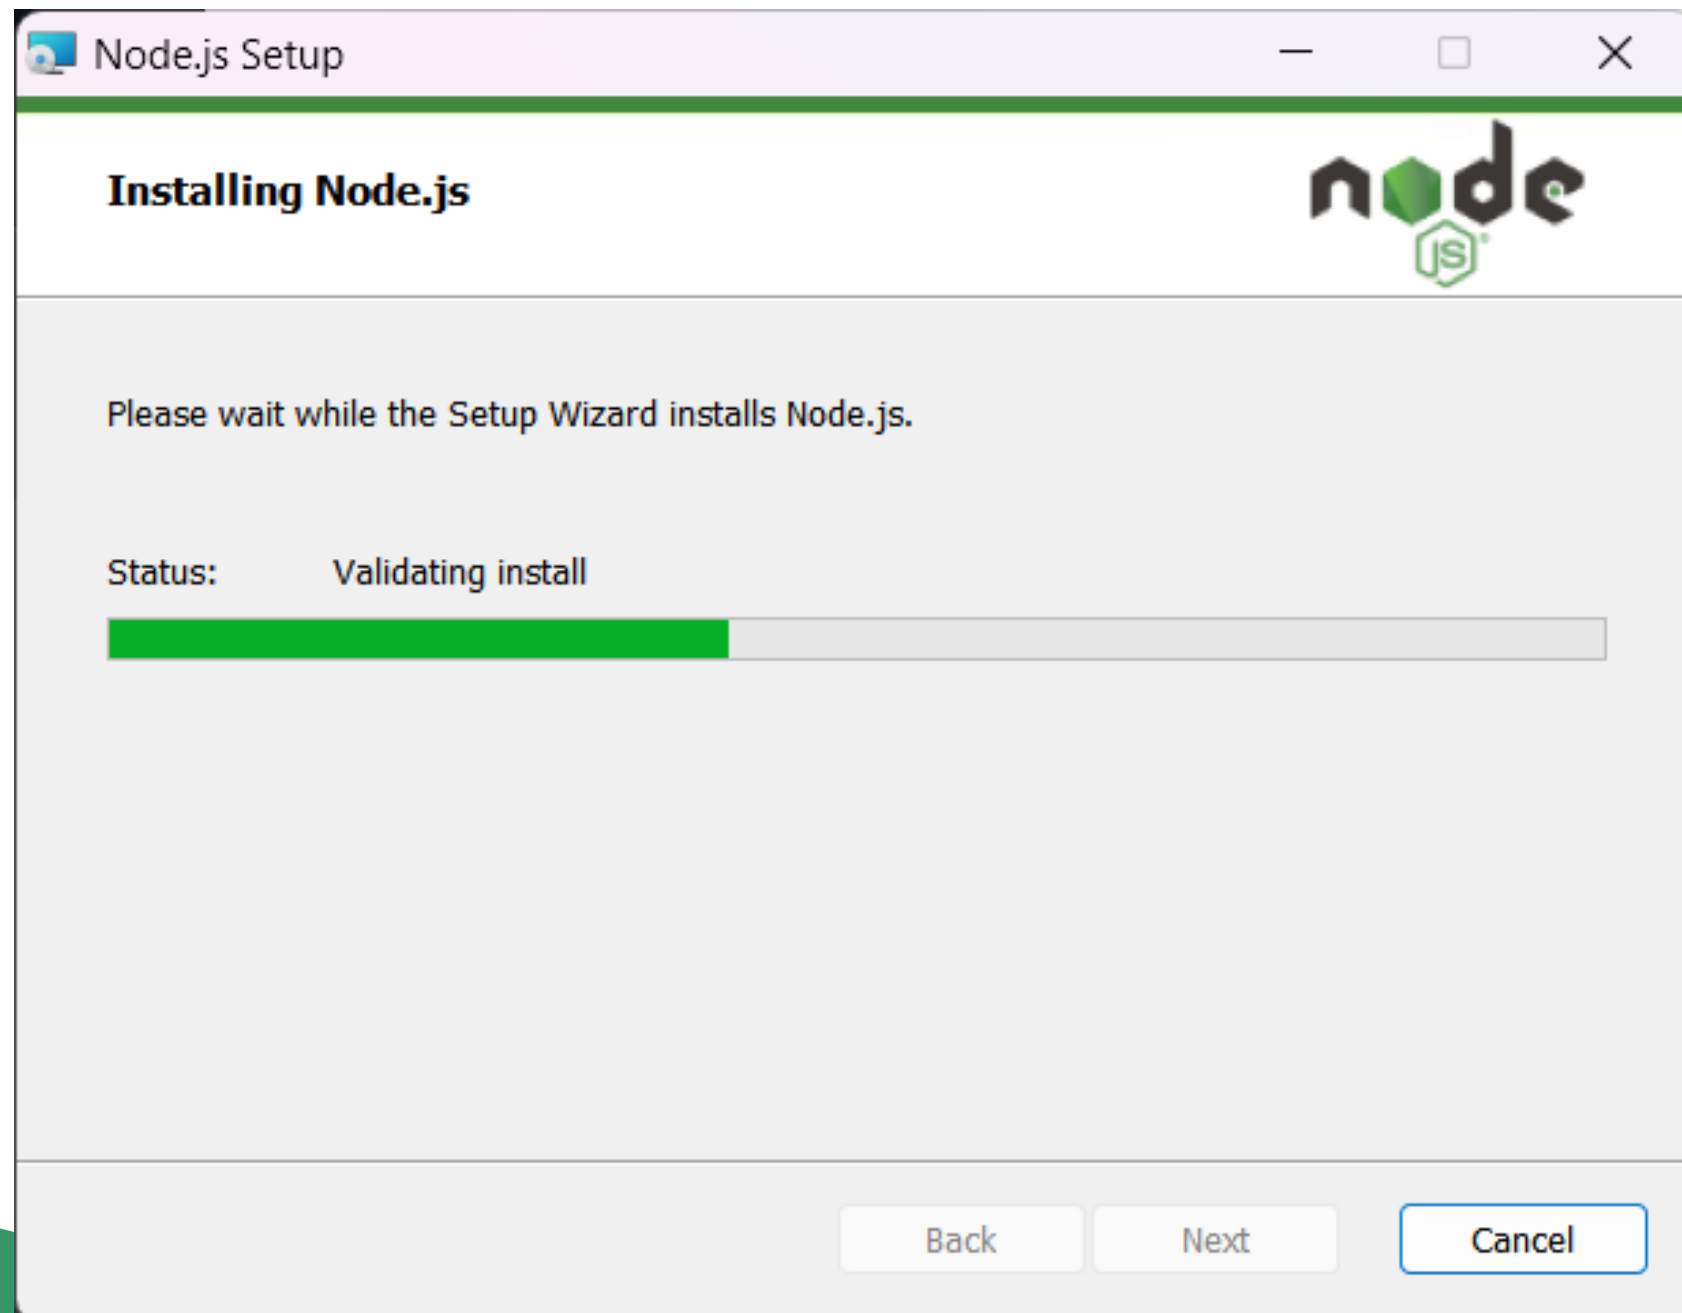 Node.js Setup
Installing Node.js
node
JS®
Please wait while the Setup Wizard installs Node.js.
Status: Validating install
Back Next Cancel